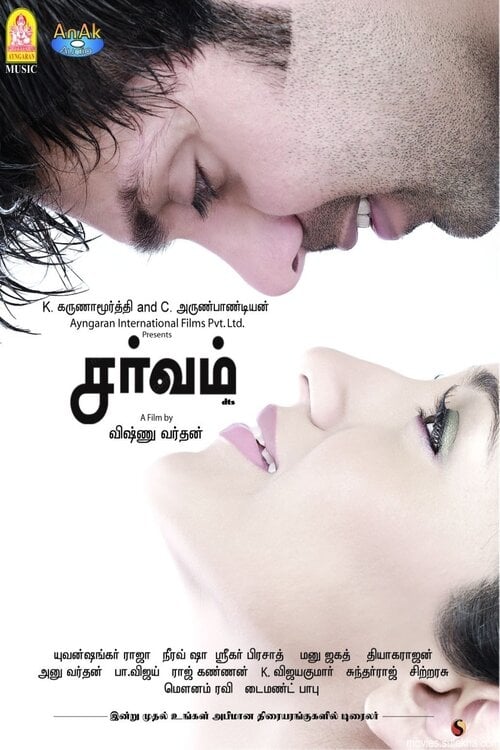 AYNGARAN
MUSIC
AnAk
K. கருணாமூர்த்தி and C. அருண்பாண்டியன்
Ayngaran International Films Pvt. Ltd.
Presents
சர்வம்
dts
A Film by
விஷ்ணு வர்தன்
யுவன்ஷங்கர் ராஜா நீரவ் ஷா ஸ்ரீகர் பிரசாத் மனு ஜகத் தியாகராஜன்
அனு வர்தன் பா.விஜய் ராஜ் கண்ணன் K. விஜயகுமார் சுந்தர்ராஜ் சிற்றரசு
மௌனம் ரவி டைமண்ட் பாபு
இன்று முதல் உங்கள் அபிமான திரையரங்குகளில் டிரைலர்